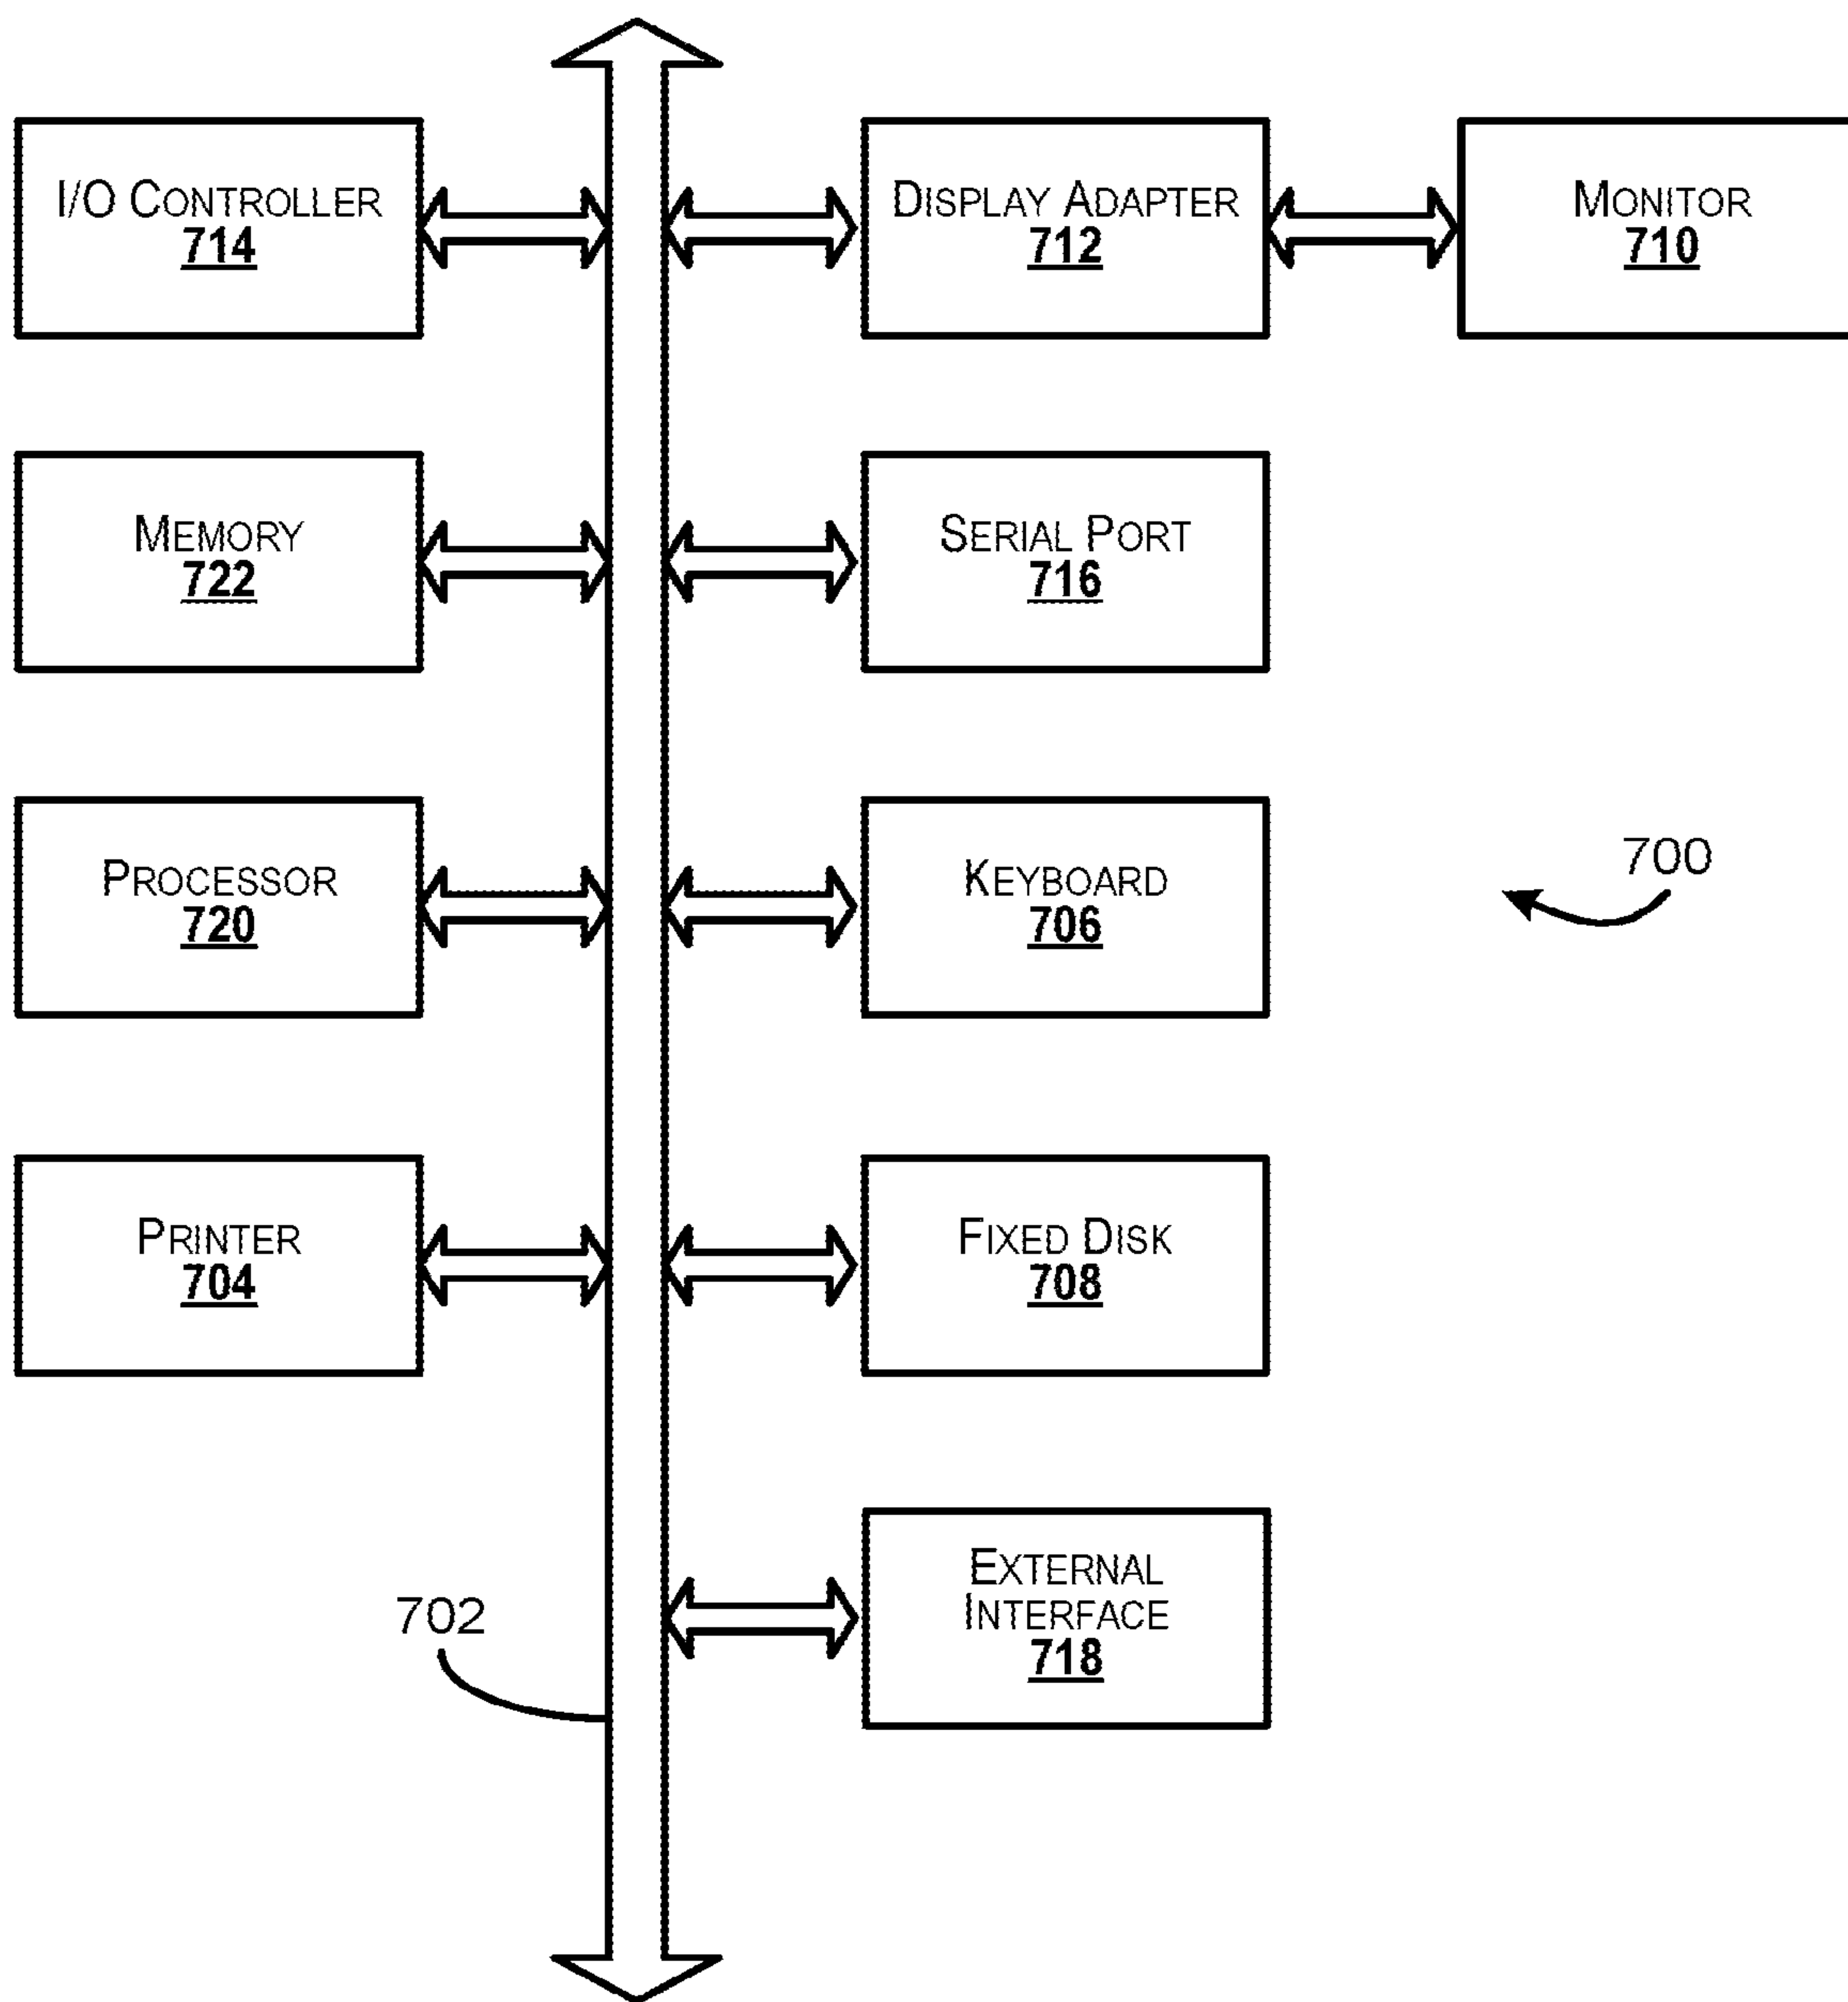 I/O CONTROLLER
714
DISPLAY ADAPTER
712
MONITOR
710
MEMORY
722
SERIAL PORT
716
PROCESSOR
720
KEYBOARD
706
700
PRINTER
704
FIXED DISK
708
EXTERNAL
INTERFACE
718
702